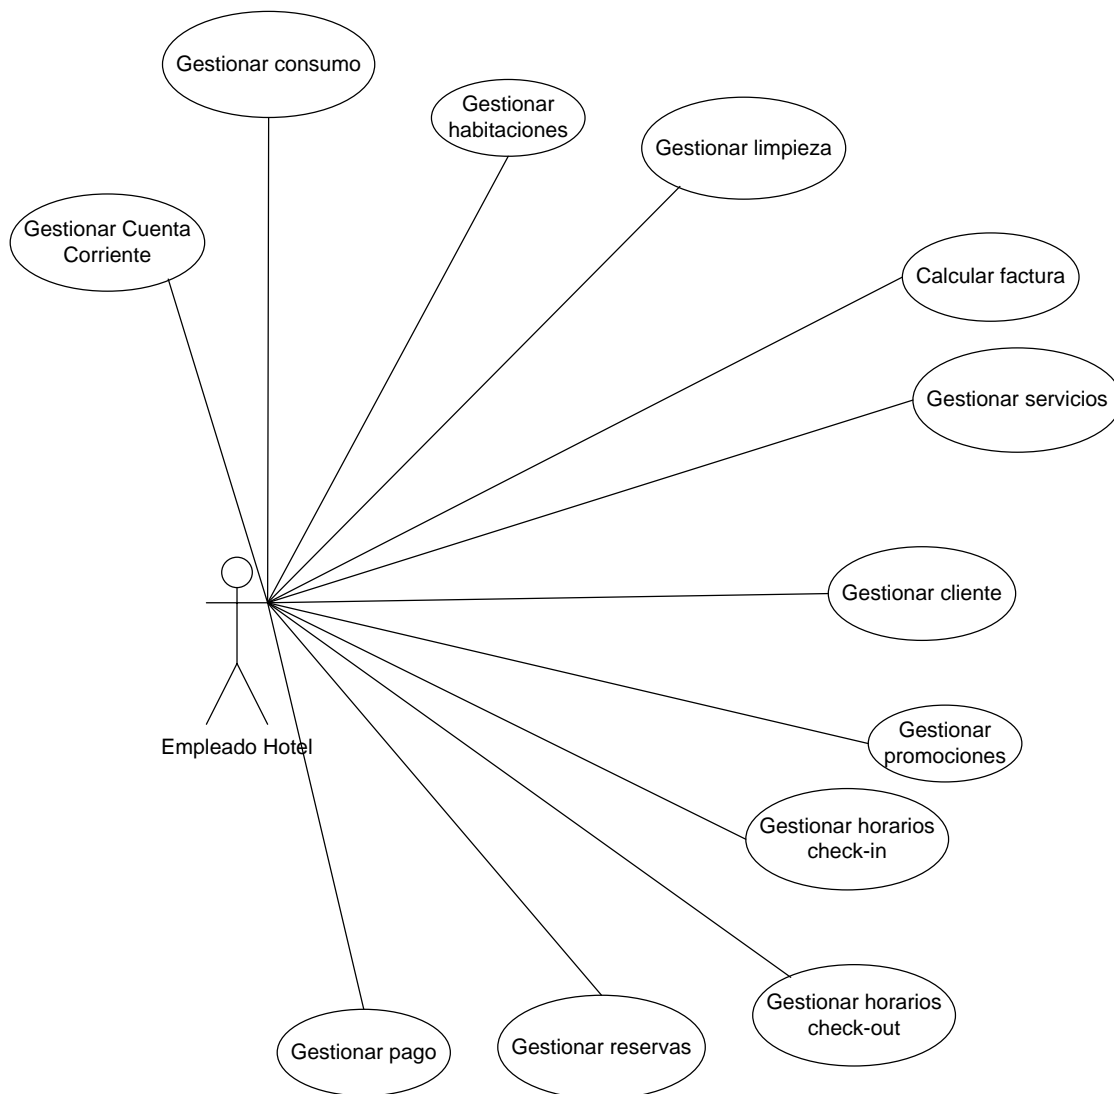 Gestionar consumo
Gestionar
habitaciones
Gestionar limpieza
Gestionar Cuenta
Corriente
Calcular factura
Gestionar servicios
Gestionar cliente
Empleado Hotel
Gestionar
promociones
Gestionar horarios
check-in
Gestionar horarios
check-out
Gestionar pago
Gestionar reservas